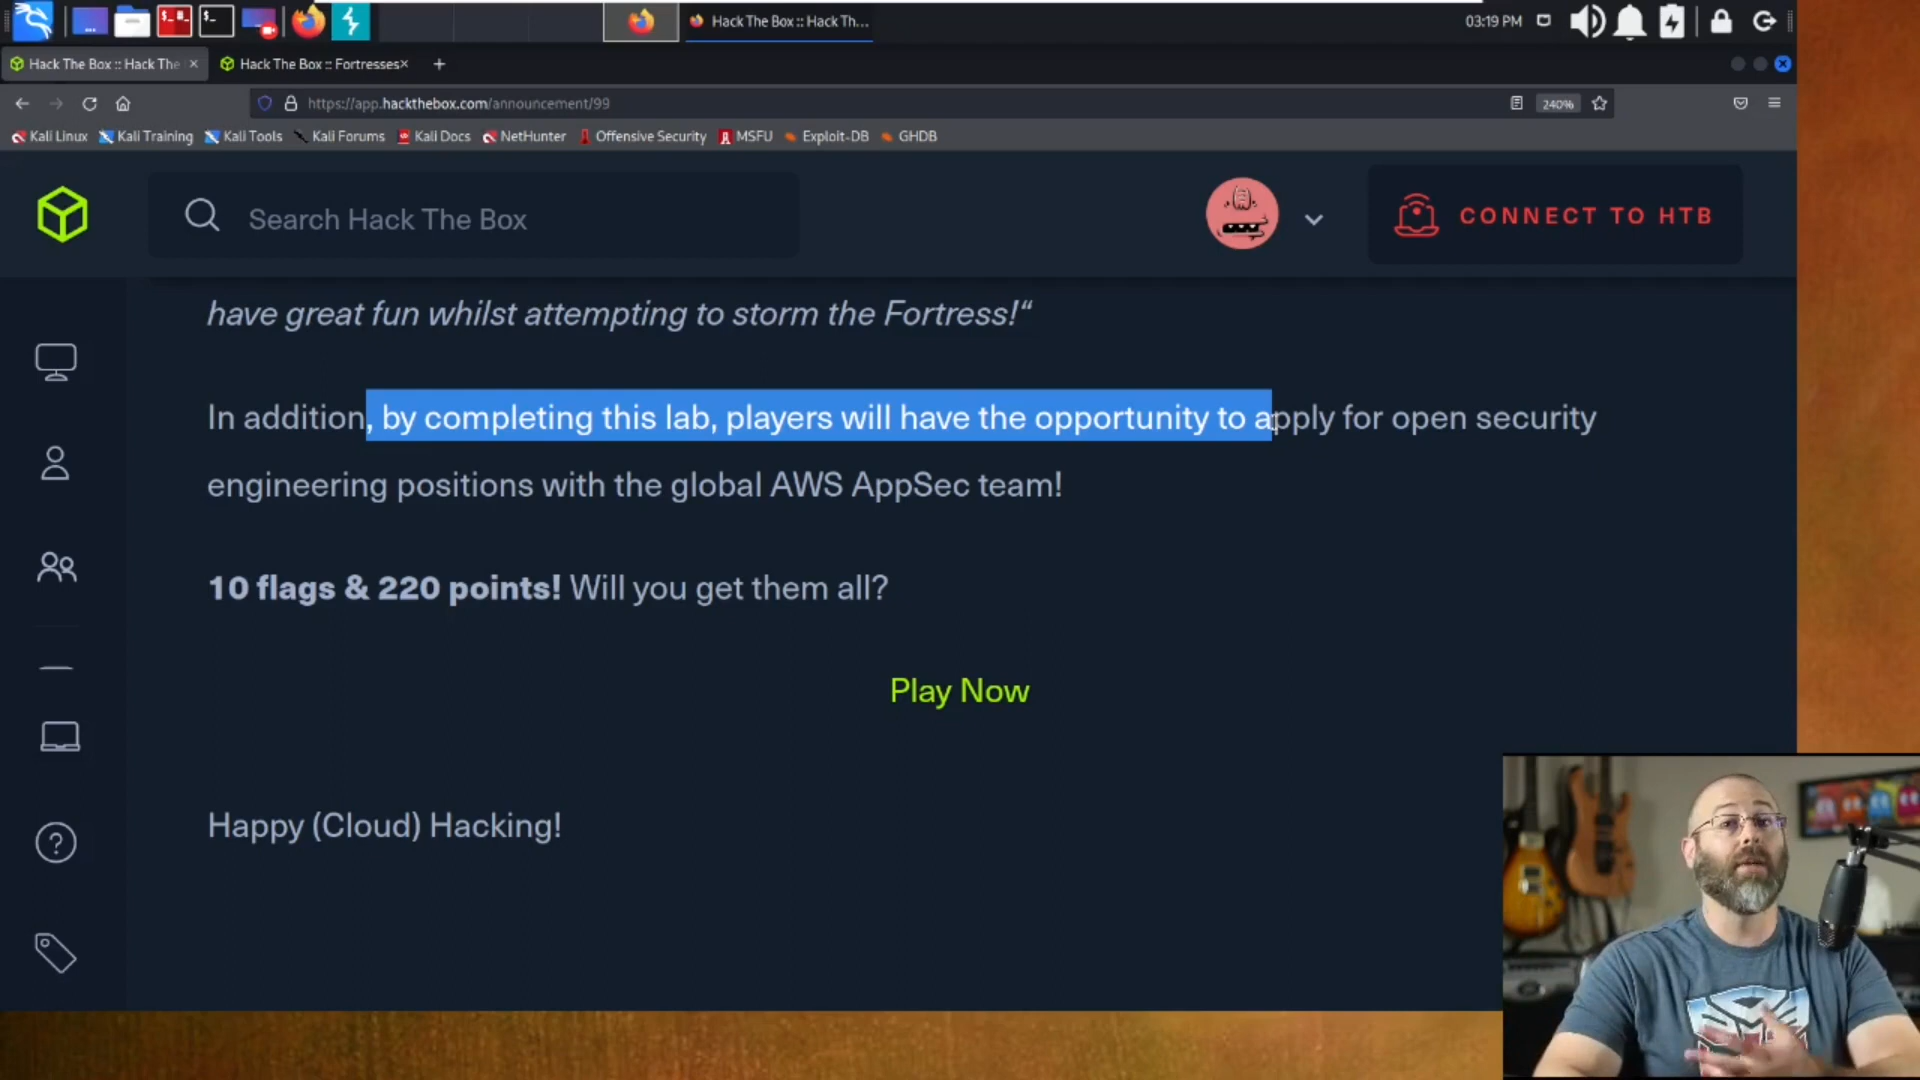 Hack The Box :: Hack Th...
03:19 PM
Hack The Box :: Hack The
Hack The Box :: Fortresses
https://app.hackthebox.com/announcement/99
240%
Kali Linux
Kali Training
Kali Tools
Kali Forums
Kali Docs
NetHunter
Offensive Security
MSFU
Exploit-DB
GHDB
Search Hack The Box
CONNECT TO HTB
have great fun whilst attempting to storm the Fortress!“
In addition, by completing this lab, players will have the opportunity to apply for open security
engineering positions with the global AWS AppSec team!
10 flags & 220 points! Will you get them all?
Play Now
Happy (Cloud) Hacking!